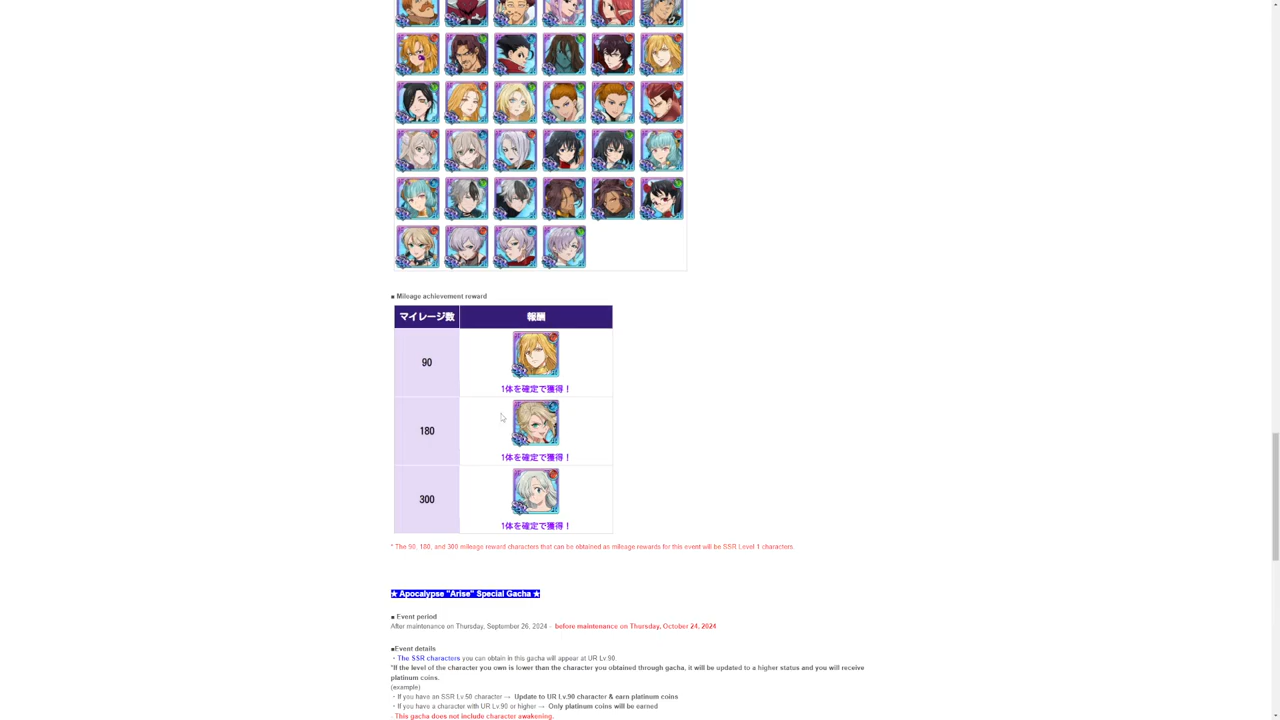 ■ Mileage achievement reward
マイレージ数 報酬
90
1体を確定で獲得！
180
1体を確定で獲得！
300
1体を確定で獲得！
* The 90, 180, and 300 mileage reward characters that can be obtained as mileage rewards for this event will be SSR Level 1 characters.
★ Apocalypse "Arise" Special Gacha ★
■ Event period
After maintenance on Thursday, September 26, 2024 - before maintenance on Thursday, October 24, 2024
■Event details
・The SSR characters you can obtain in this gacha will appear at UR Lv.90.
*If the level of the character you own is lower than the character you obtained through gacha, it will be updated to a higher status and you will receive
platinum coins.
(example)
・If you have an SSR Lv.50 character → Update to UR Lv.90 character & earn platinum coins
・If you have a character with UR Lv.90 or higher → Only platinum coins will be earned
・This gacha does not include character awakening.